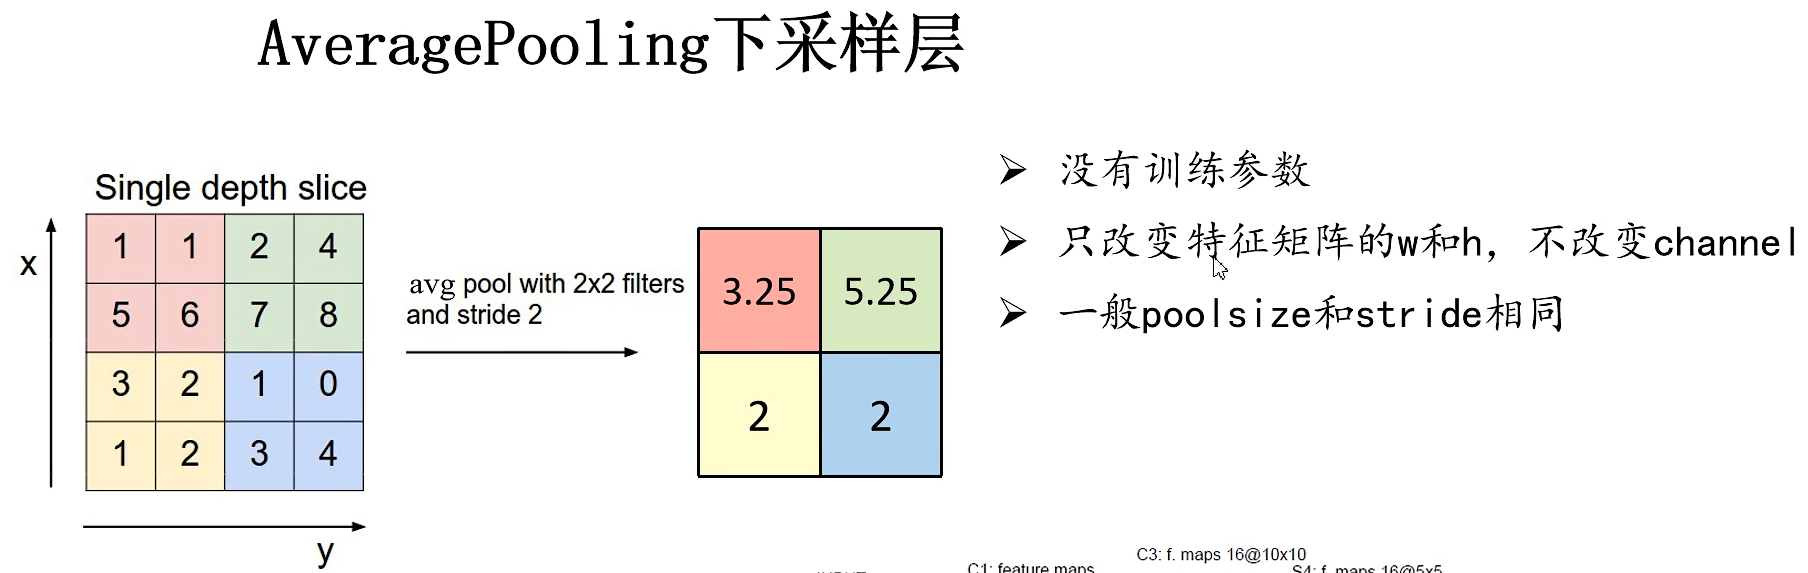 AveragePooling下采样层
Single depth slice
x
1 1 2 4
5 6 7 8
3 2 1 0
1 2 3 4
y
avg pool with 2x2 filters
and stride 2
3.25 5.25
2 2
没有训练参数
只改变特征矩阵的w和h，不改变channel
一般poolsize和stride相同
C3: f. maps 16@10x10
C1: feature maps
S4: f. maps 16@5x5